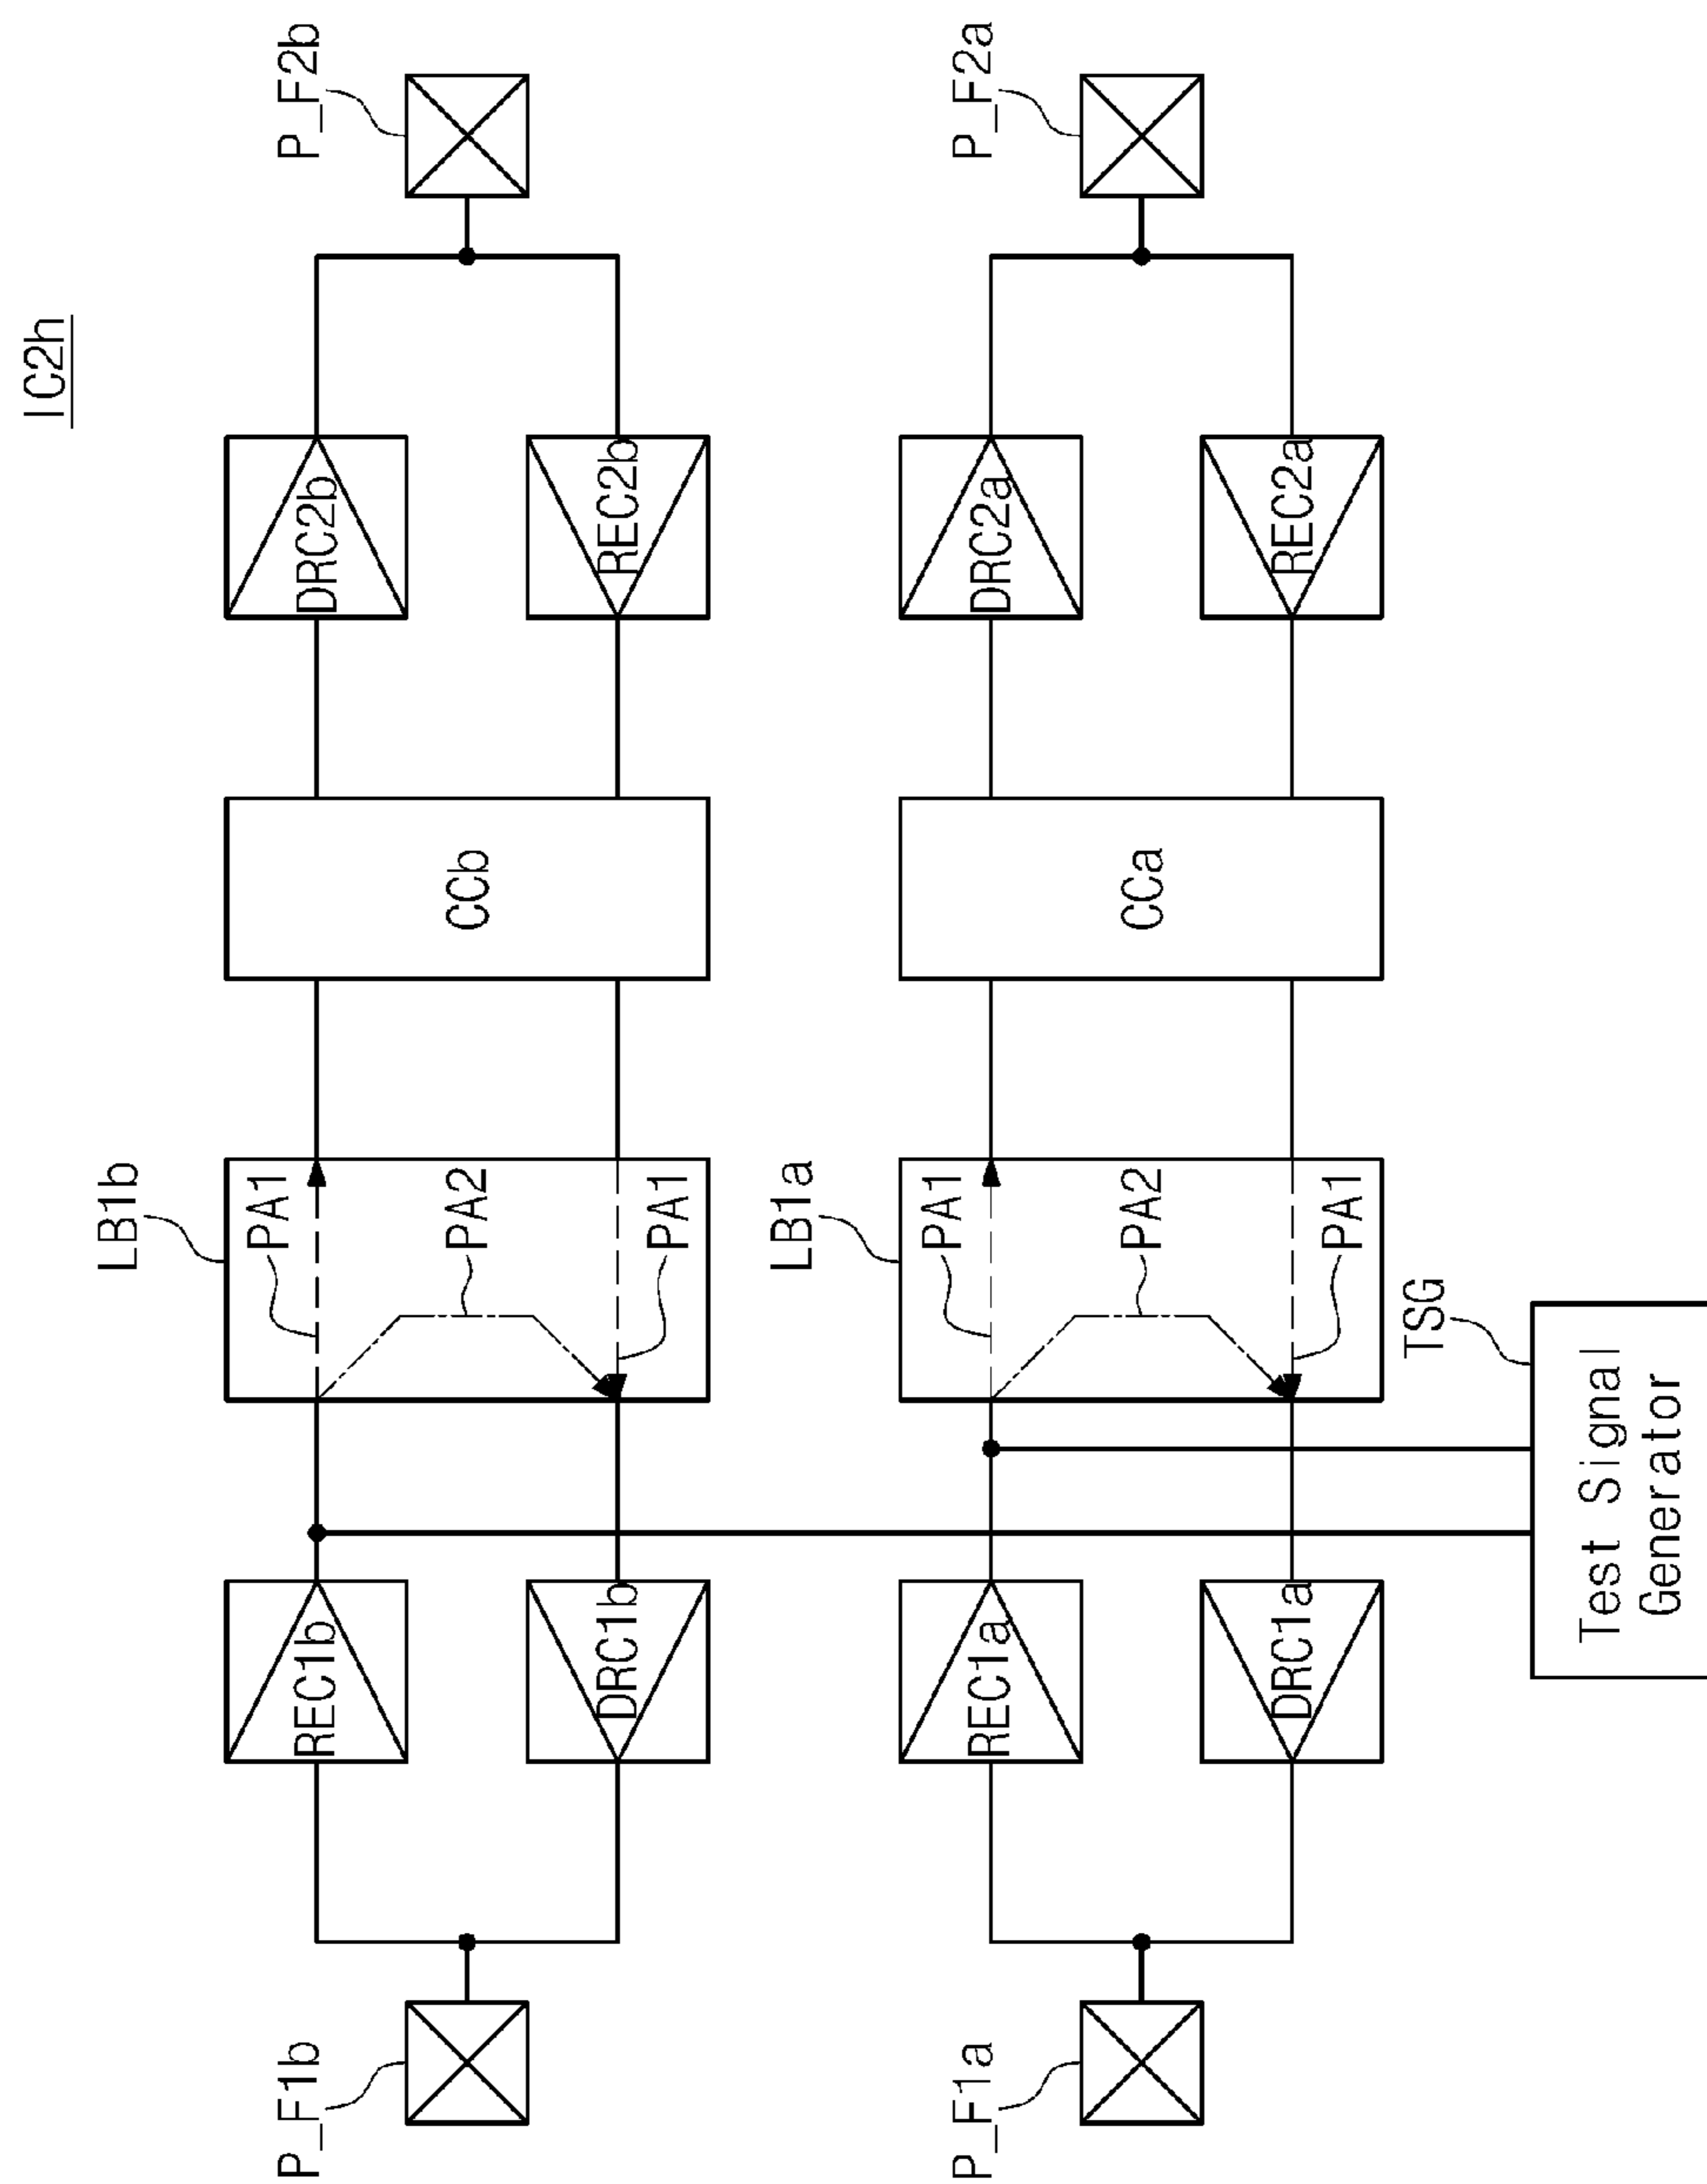 IC2h
LB1b
P_F1b
REC1b
PA1
DRC2b
P_F2b
PA2
CCb
DRC1b
PA1
REC2b
LB1a
P_F1a
REC1a
PA1
DRC2a
P_F2a
PA2
CCa
DRC1a
PA1
REC2a
TSG
Test Signal
Generator